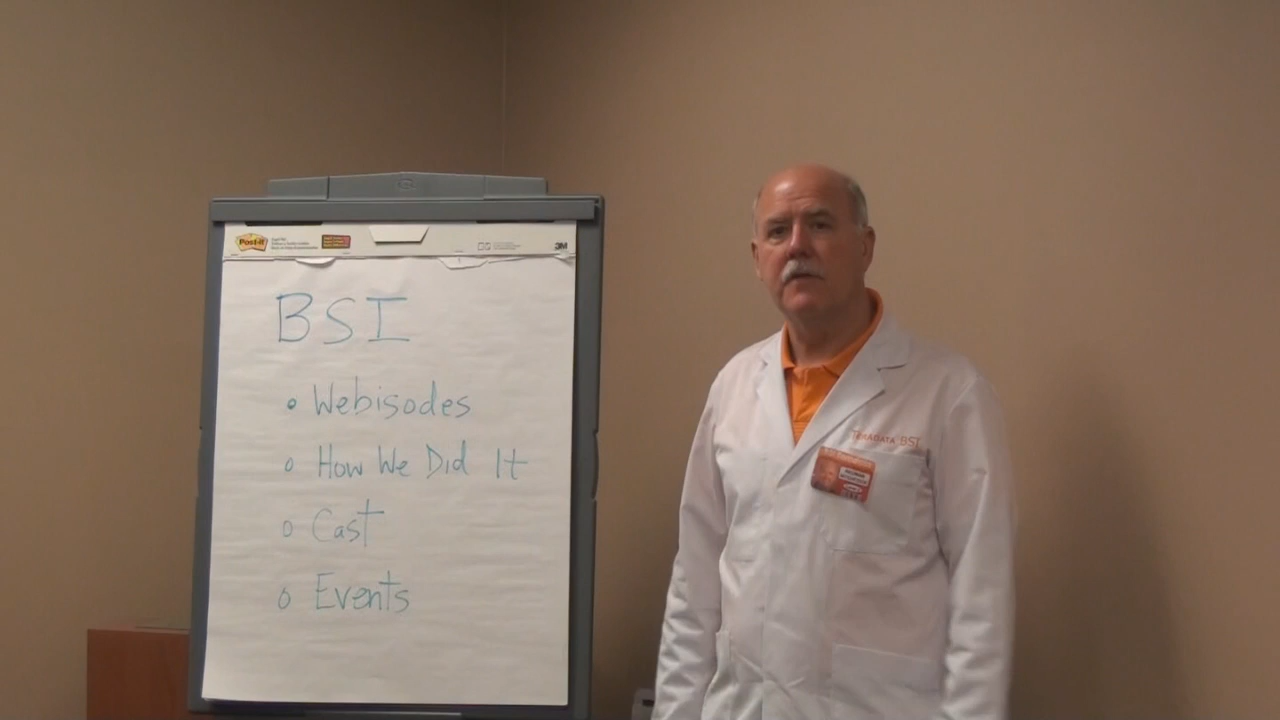 Post-it
3M
BSI
Webisodes
How We Did It
Cast
Events
TERADATA BSI